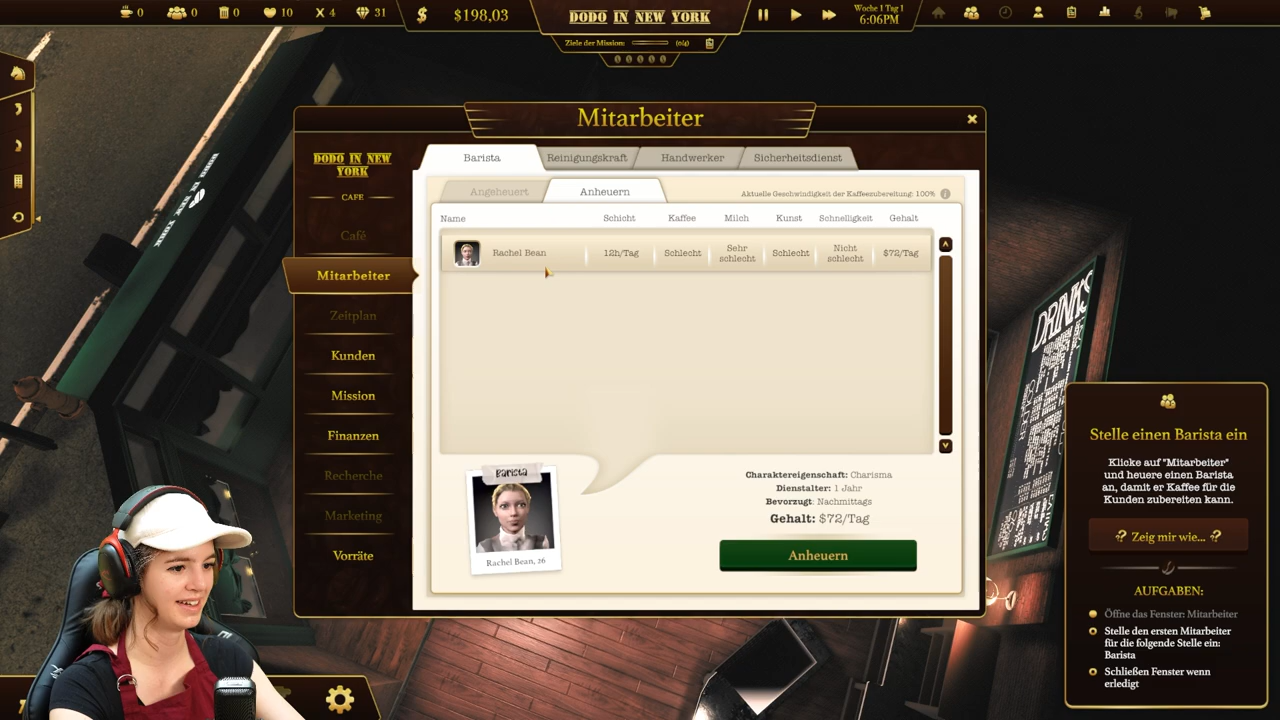 0
0
0
10
4
31
$
$198,03
DODO IN NEW YORK
Woche 1 Tag 1
6:06PM
Ziele der Mission:
(0/4)
Mitarbeiter
DODO IN NEW
YORK
CAFE
Café
Mitarbeiter
Zeitplan
Kunden
Mission
Finanzen
Recherche
Marketing
Vorräte
Barista
Reinigungskraft
Handwerker
Sicherheitsdienst
Angeheuert
Anheuern
Aktuelle Geschwindigkeit der Kaffeezubereitung: 100%
Name Schicht Kaffee Milch Kunst Schnelligkeit Gehalt
Rachel Bean 12h/Tag Schlecht Sehr schlecht Schlecht Nicht schlecht $72/Tag
Barista
Rachel Bean, 26
Charaktereigenschaft: Charisma
Dienstalter: 1 Jahr
Bevorzugt: Nachmittags
Gehalt: $72/Tag
Anheuern
DRINKS
Stelle einen Barista ein
Klicke auf "Mitarbeiter"
und heuere einen Barista
an, damit er Kaffee für die
Kunden zubereiten kann.
? Zeig mir wie... ?
AUFGABEN:
Öffne das Fenster: Mitarbeiter
Stelle den ersten Mitarbeiter
für die folgende Stelle ein:
Barista
Schließen Fenster wenn
erledigt